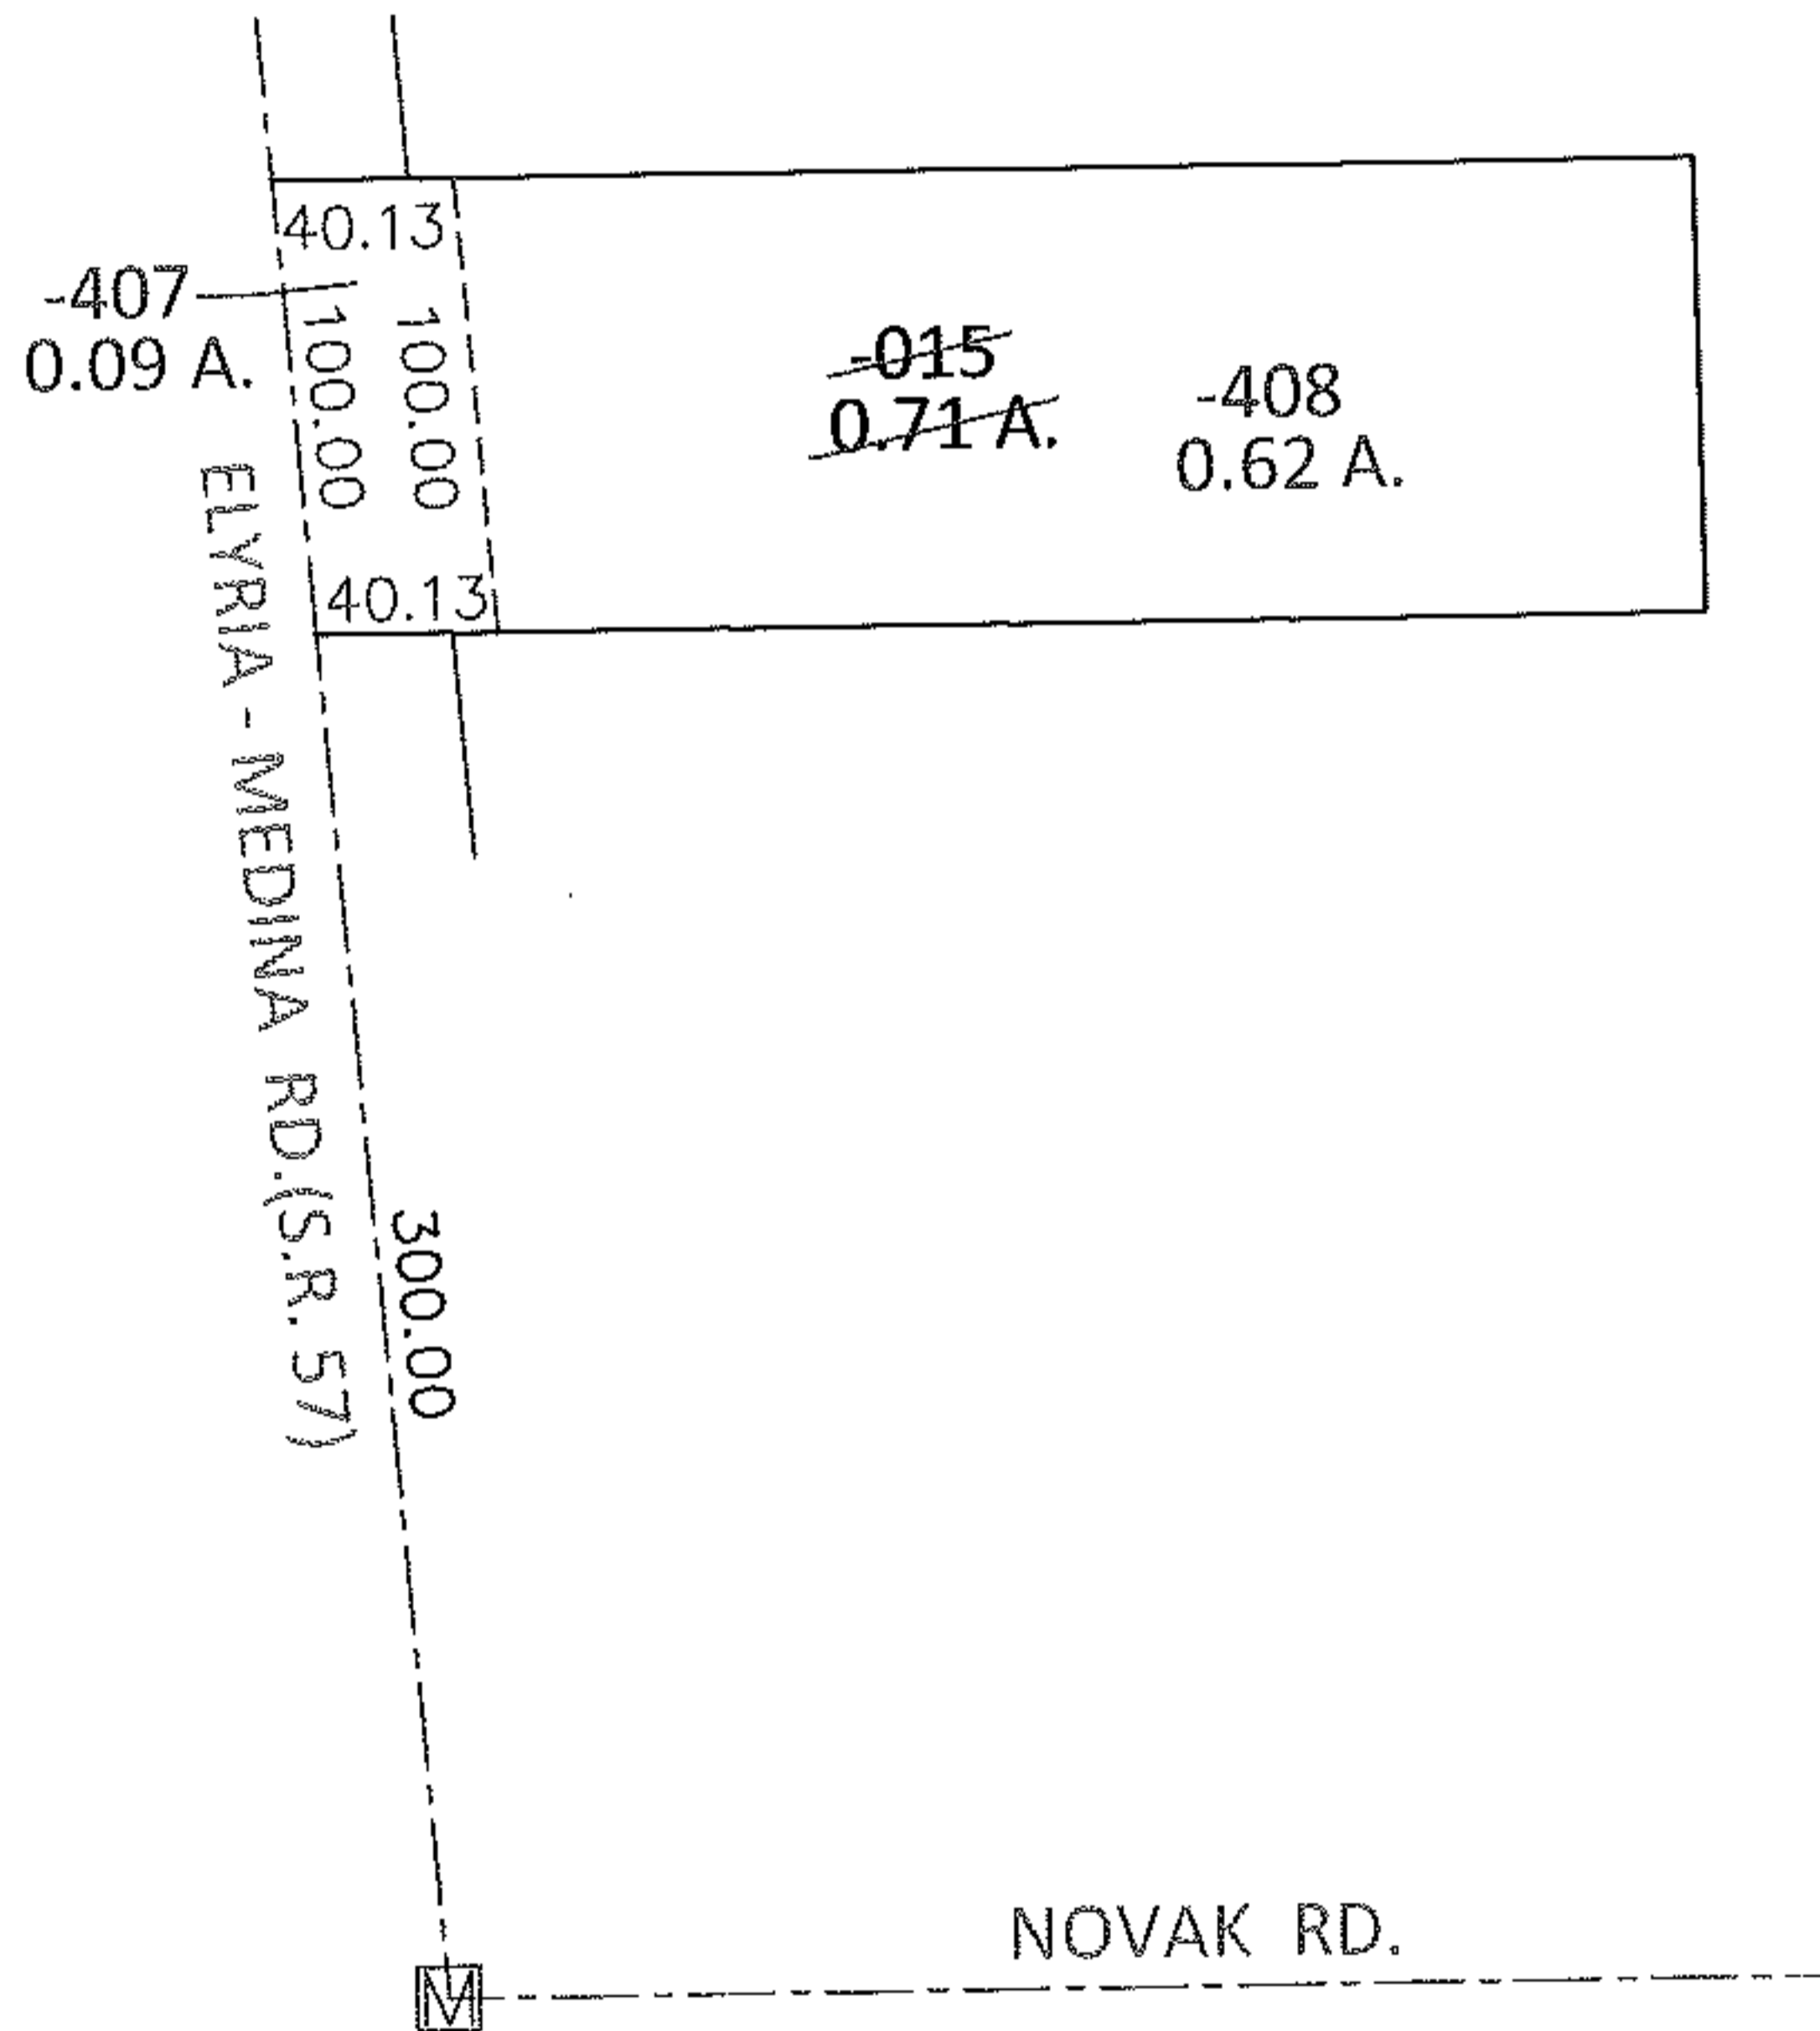 40.13
-407
0.09 A.
100.00
100.00
-015
0.71 A.
-408
0.62 A.
40.13
ELYRIA - MEDINA RD.(S.R. 57)
300.00
NOVAK RD.
M